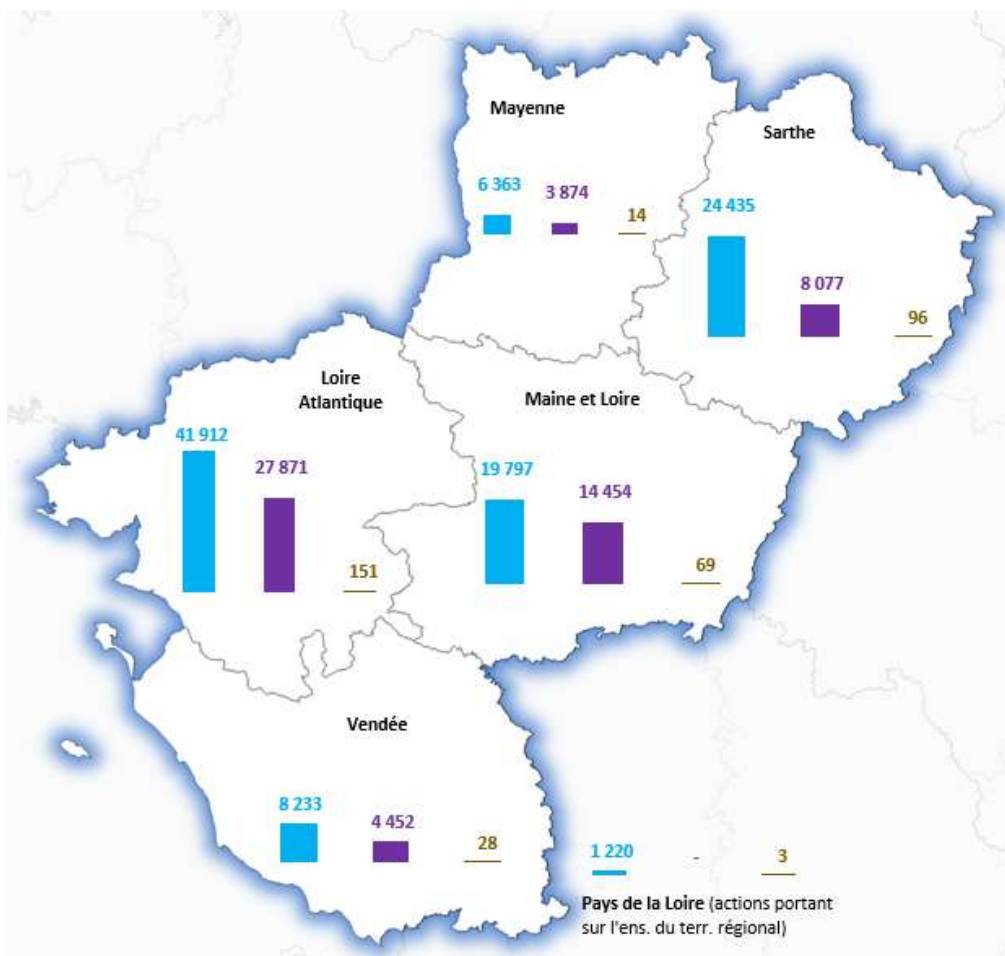 Mayenne
6 363
3 874
14
Sarthe
24 435
8 077
96
Loire
Atlantique
41 912
27 871
151
Maine et Loire
19 797
14 454
69
Vendée
8 233
4 452
28
1 220
-
3
Pays de la Loire (actions portant
sur l'ens. du terr. régional)